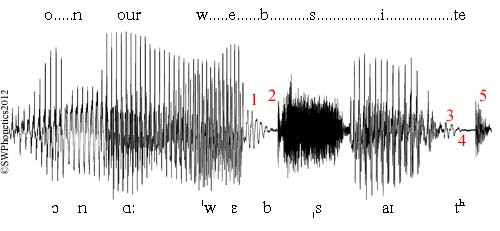 o....n our w....e....b.....s................i................te
1 2 3 4 5
©SWPhonetics2012
ɔ n ɑː ˈw ɛ b ˌs aɪ tʰ